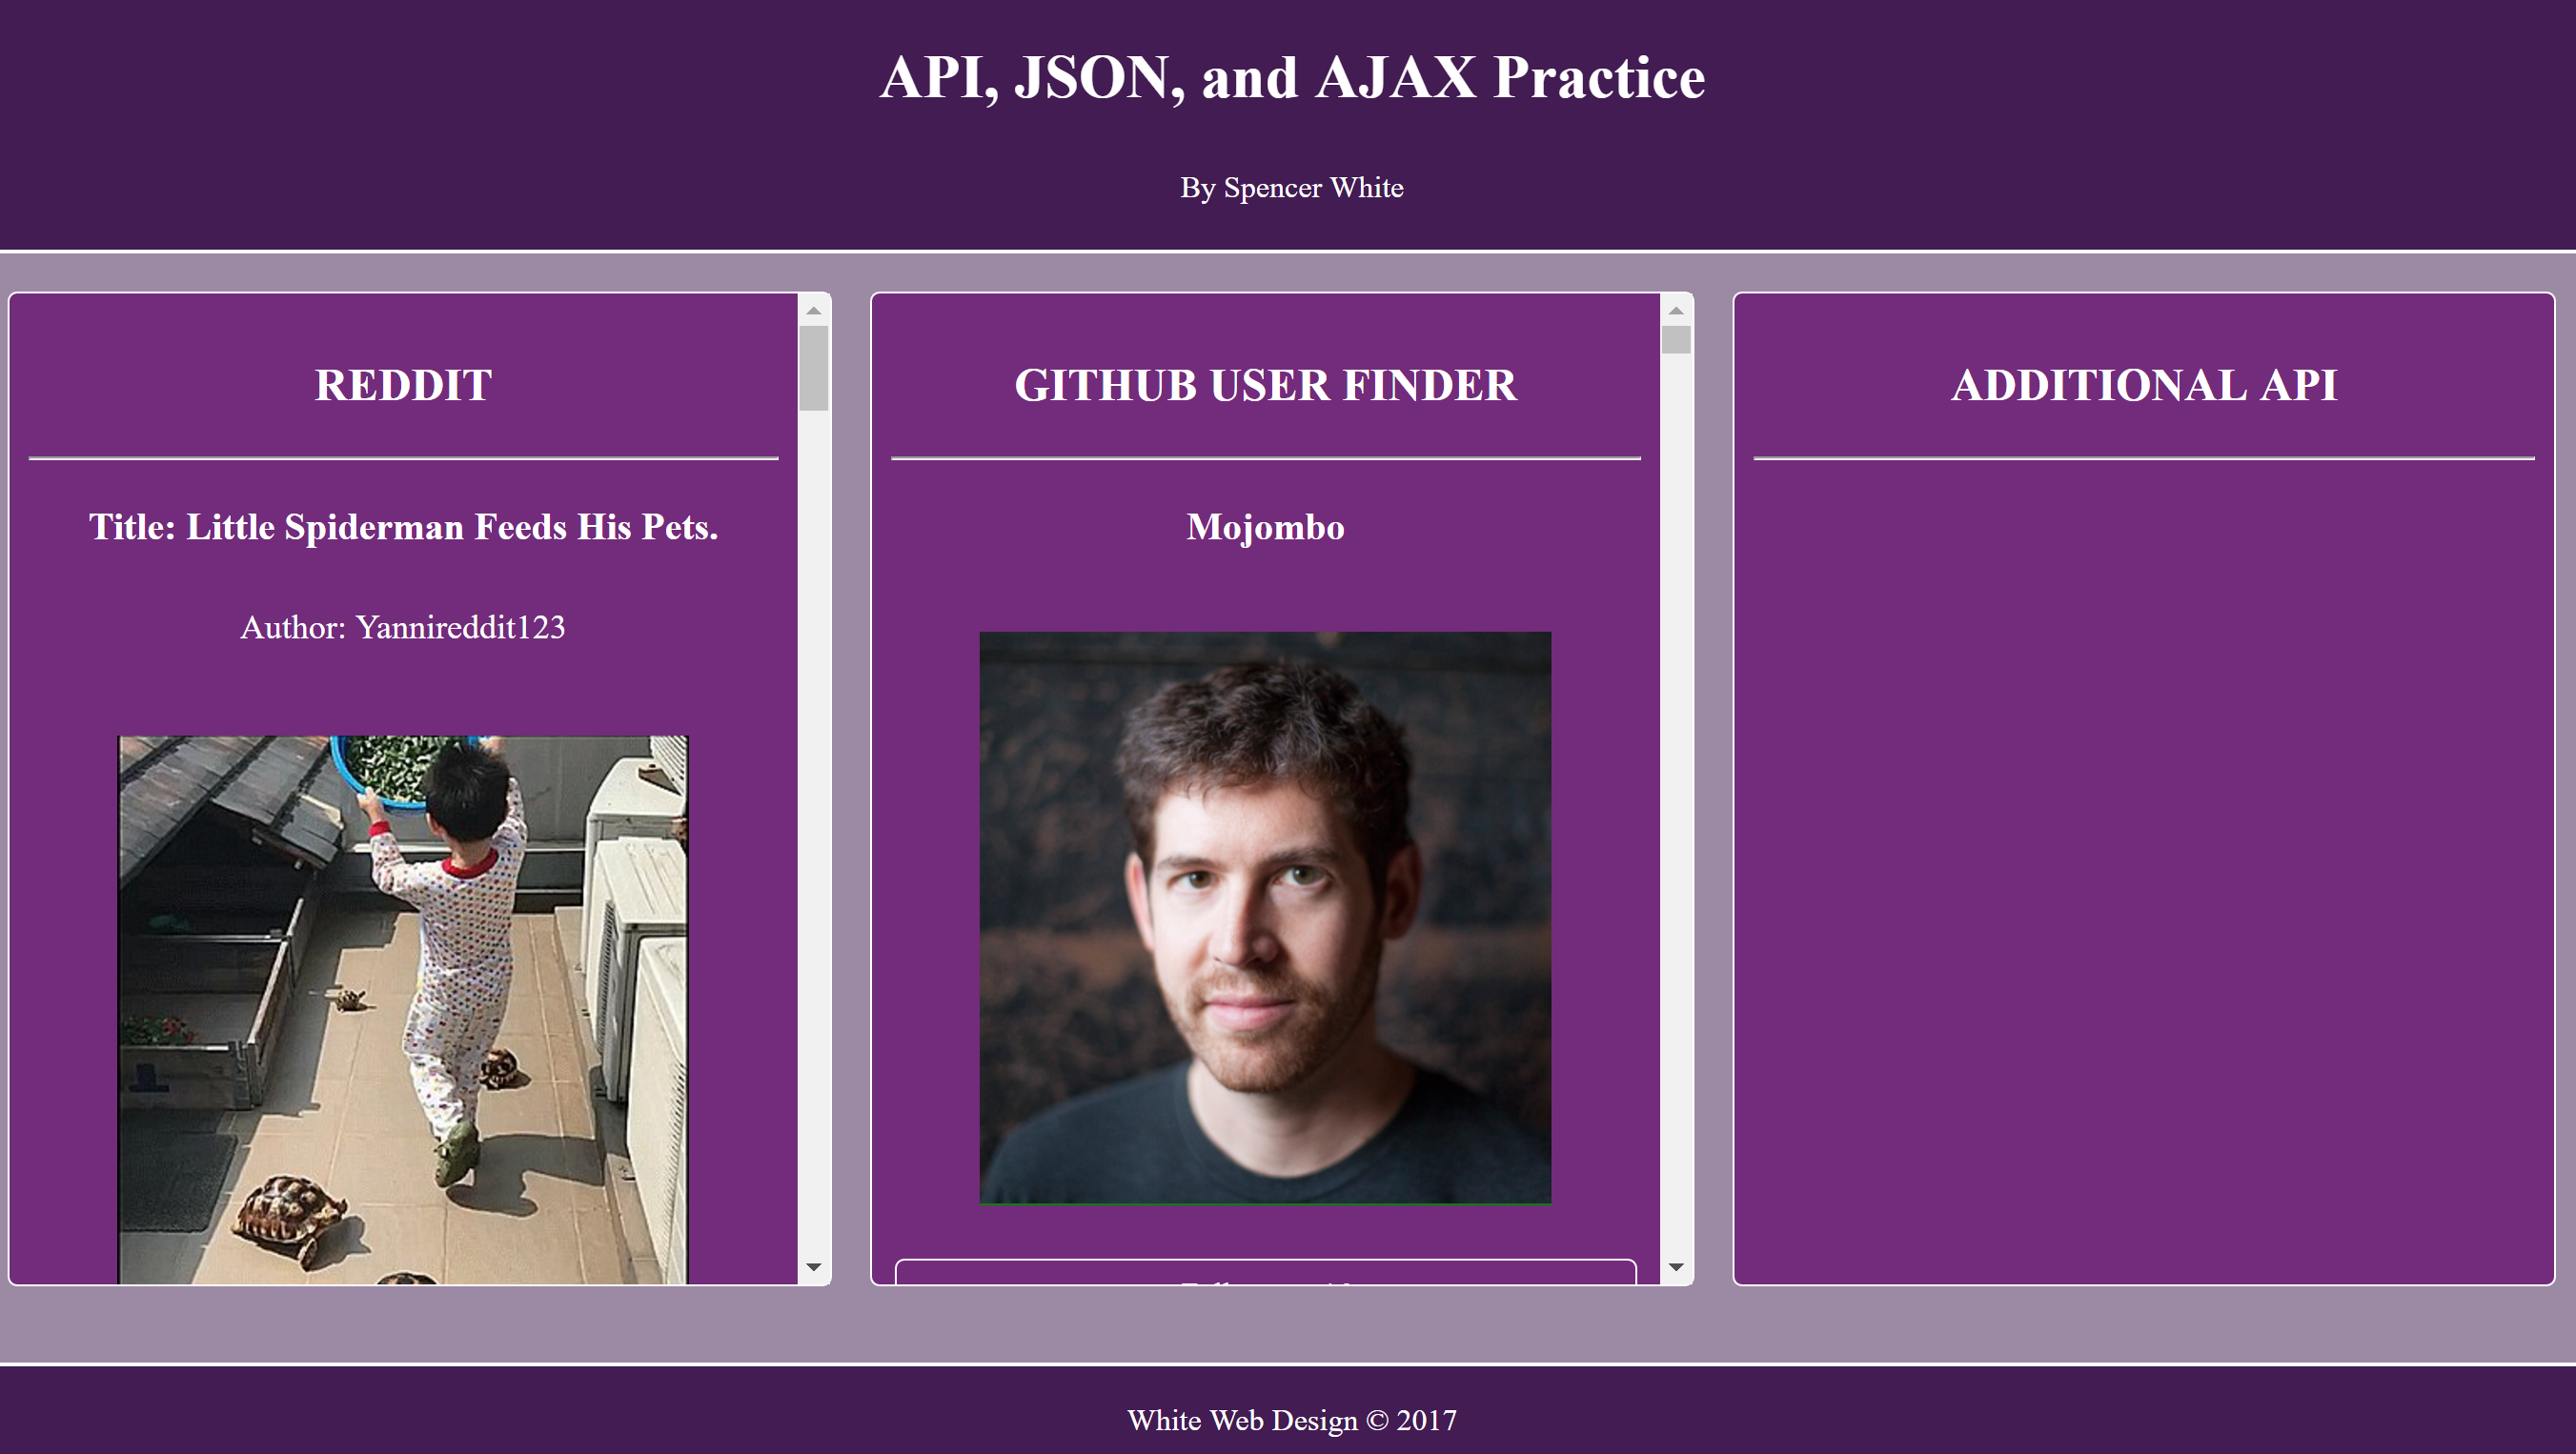 API, JSON, and AJAX Practice
By Spencer White
REDDIT
Title: Little Spiderman Feeds His Pets.
Author: Yannireddit123
GITHUB USER FINDER
Mojombo
ADDITIONAL API
White Web Design © 2017